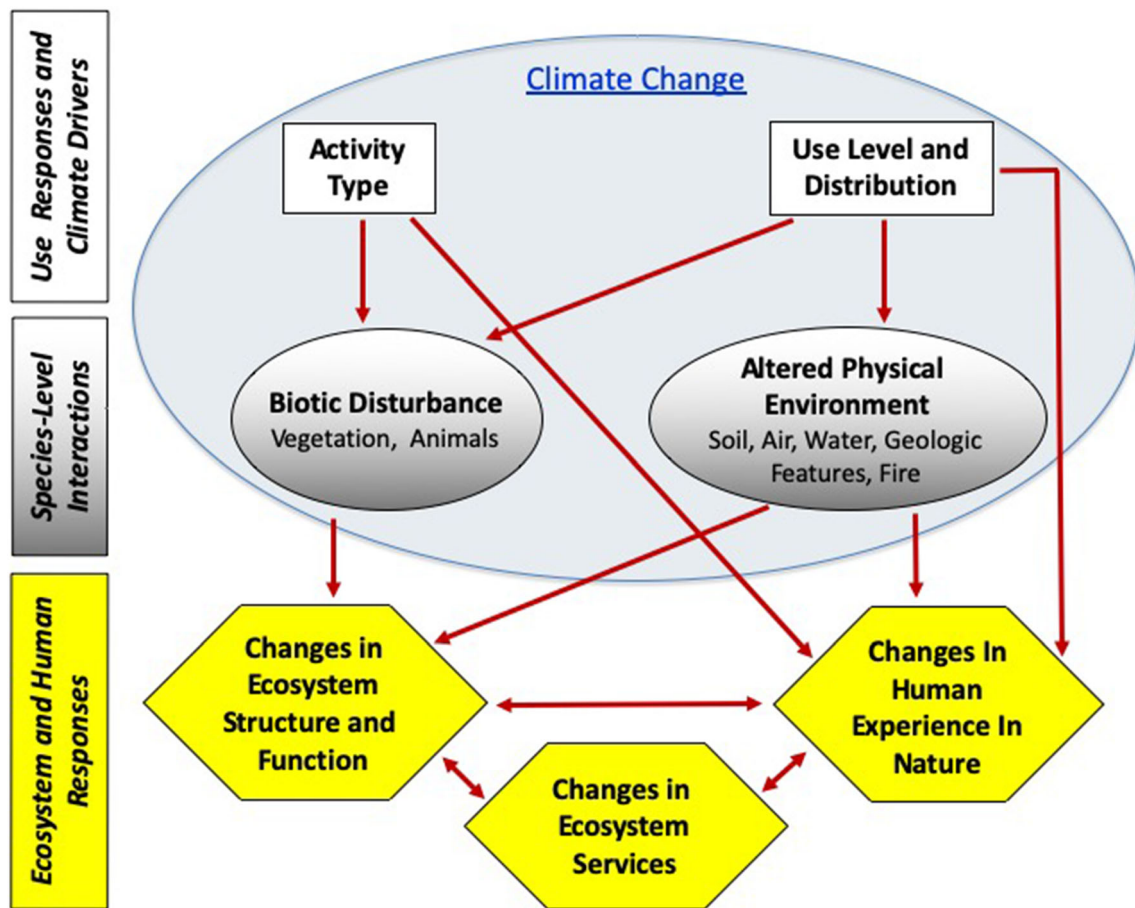 Use Responses and
Climate Drivers
Climate Change
Activity
Type
Use Level and
Distribution
Species-Level
Interactions
Biotic Disturbance
Vegetation, Animals
Altered Physical
Environment
Soil, Air, Water, Geologic
Features, Fire
Ecosystem and Human
Responses
Changes in
Ecosystem
Structure and
Function
Changes In
Human
Experience In
Nature
Changes in
Ecosystem
Services